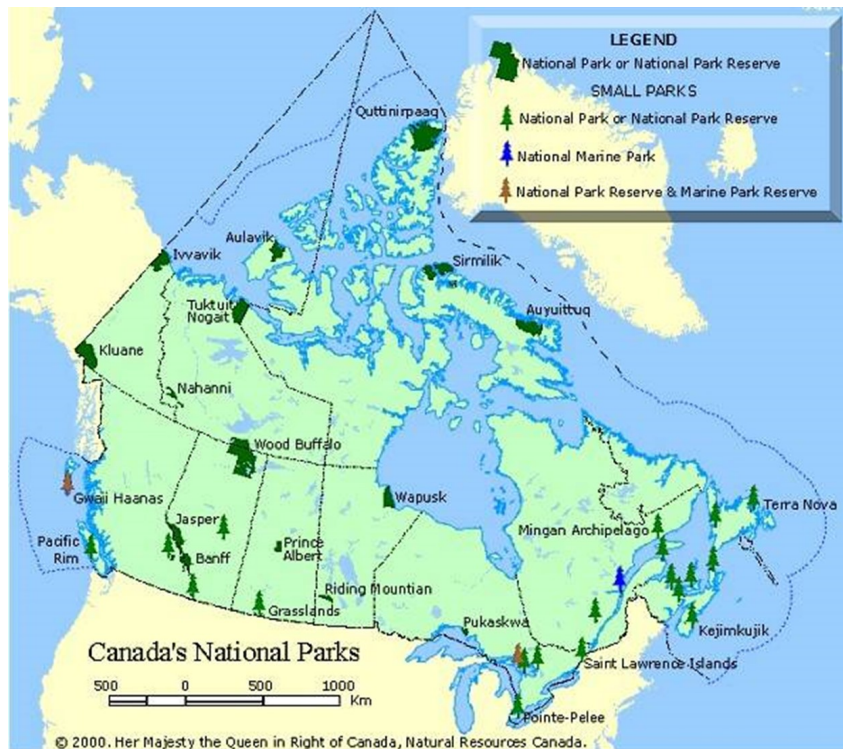 LEGEND
National Park or National Park Reserve
SMALL PARKS
National Park or National Park Reserve
National Marine Park
National Park Reserve & Marine Park Reserve
Quttinirpaaq
Aulavik
Ivvavik
Sirmilik
Tuktuit
Nogait
Auyuittuq
Kluane
Nahanni
Wood Buffalo
Gwaii Haanas
Wapusk
Terra Nova
Jasper
Mingan Archipelago
Pacific
Rim
Banff
Prince
Albert
Riding Mountian
Grasslands
Pukaskwa
Kejimkujik
Canada's National Parks
Saint Lawrence Islands
500 0 500 1000
Km
Pointe-Pelee
© 2000. Her Majesty the Queen in Right of Canada, Natural Resources Canada.